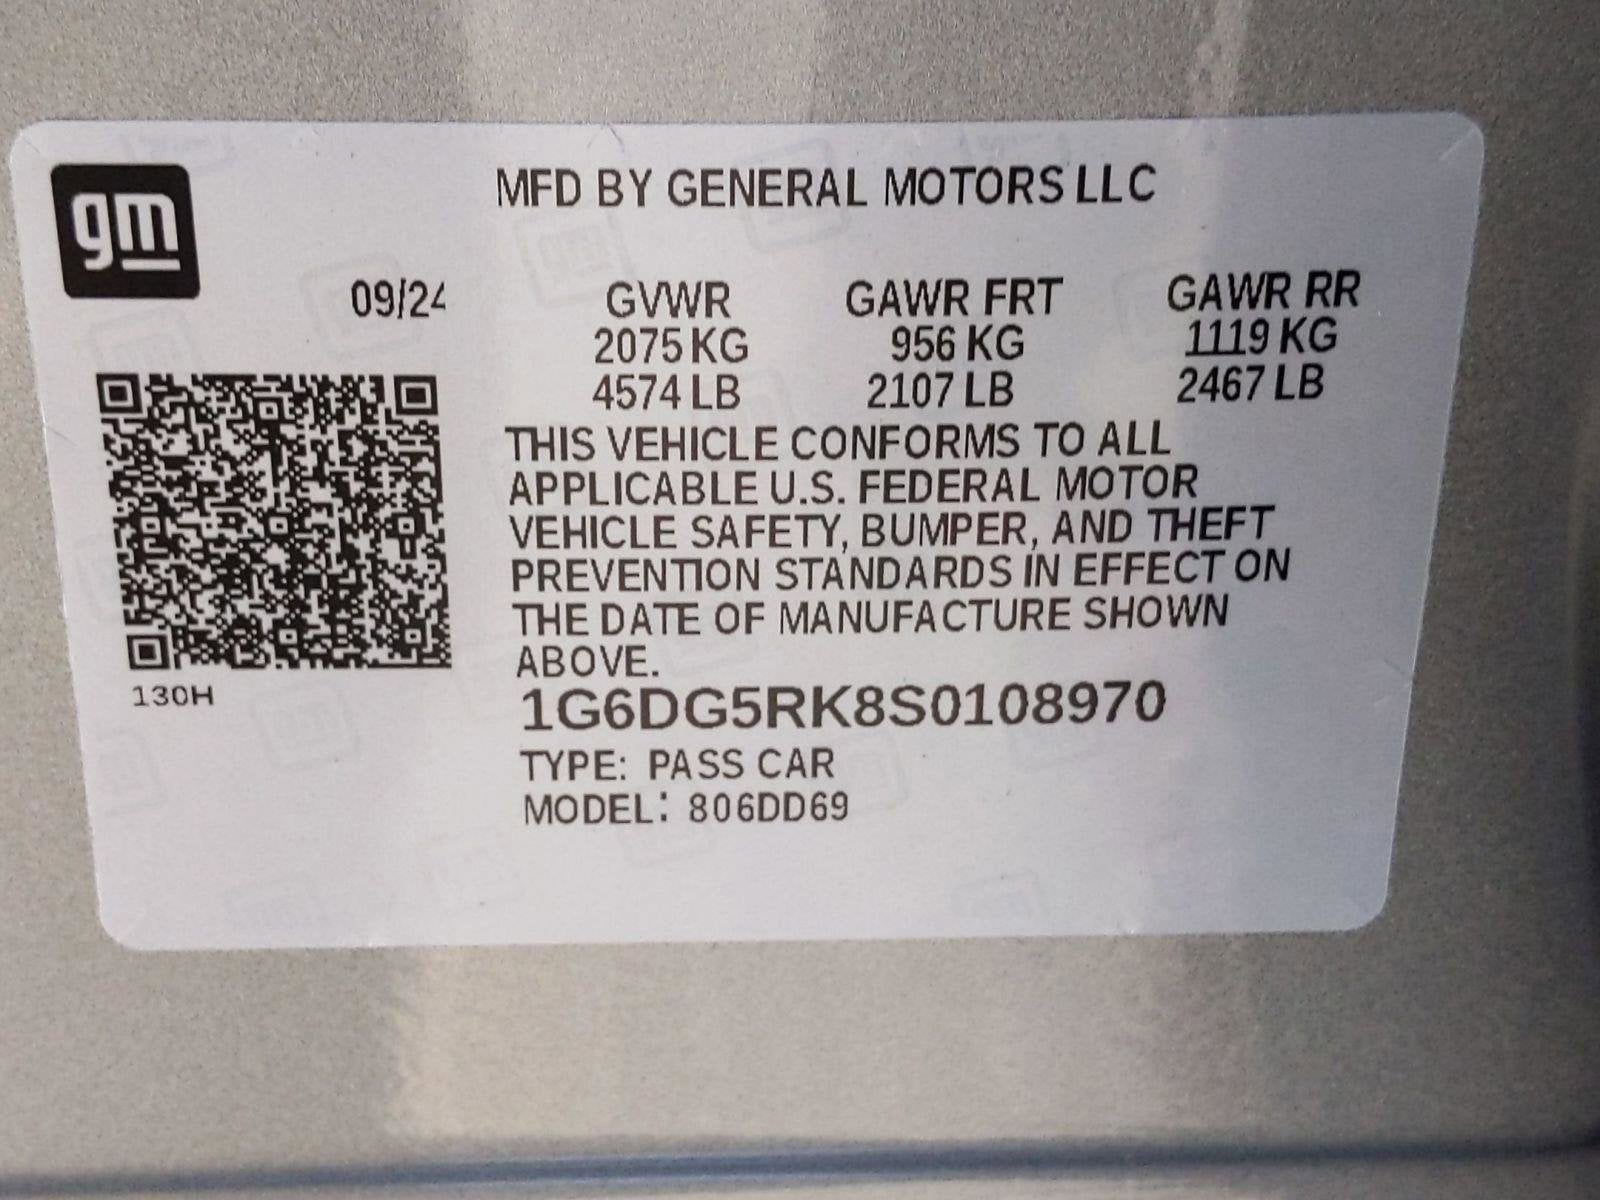 gm
MFD BY GENERAL MOTORS LLC
09/24
GVWR GAWR FRT GAWR RR
2075 KG 956 KG 1119 KG
4574 LB 2107 LB 2467 LB
THIS VEHICLE CONFORMS TO ALL
APPLICABLE U.S. FEDERAL MOTOR
VEHICLE SAFETY, BUMPER, AND THEFT
PREVENTION STANDARDS IN EFFECT ON
THE DATE OF MANUFACTURE SHOWN
ABOVE.
130H
1G6DG5RK8S0108970
TYPE: PASS CAR
MODEL: 806DD69